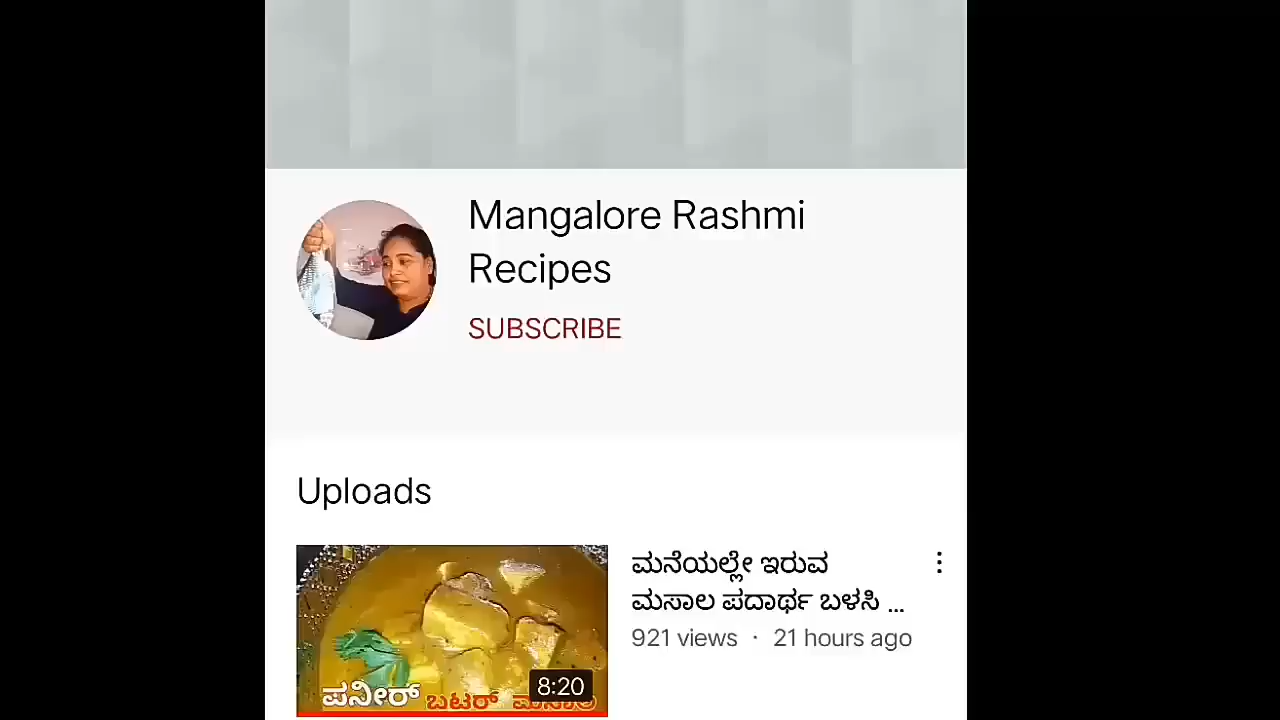 Mangalore Rashmi
Recipes
SUBSCRIBE
Uploads
ಮನೆಯಲ್ಲೇ ಇರುವ
ಮಸಾಲ ಪದಾರ್ಥ ಬಳಸಿ ...
921 views · 21 hours ago
8:20
ಪನೀರ್ ಬಟರ್ ಮಸಾಲ